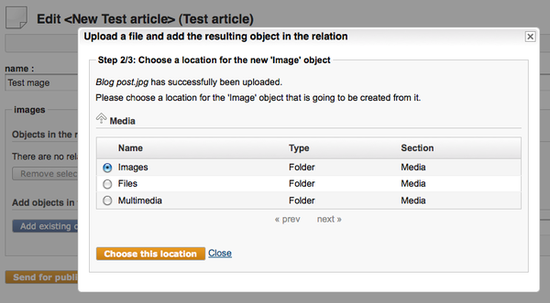 Edit <New Test article> (Test article)
Upload a file and add the resulting object in the relation
Step 2/3: Choose a location for the new 'Image' object
Blog post.jpg has successfully been uploaded.
Please choose a location for the 'Image' object that is going to be created from it.
Media
Name Type Section
Images Folder Media
Files Folder Media
Multimedia Folder Media
« prev next »
Choose this location Close
name :
Test mage
images
Objects in the
There are no
Remove
Add objects in
Add existing
Send for